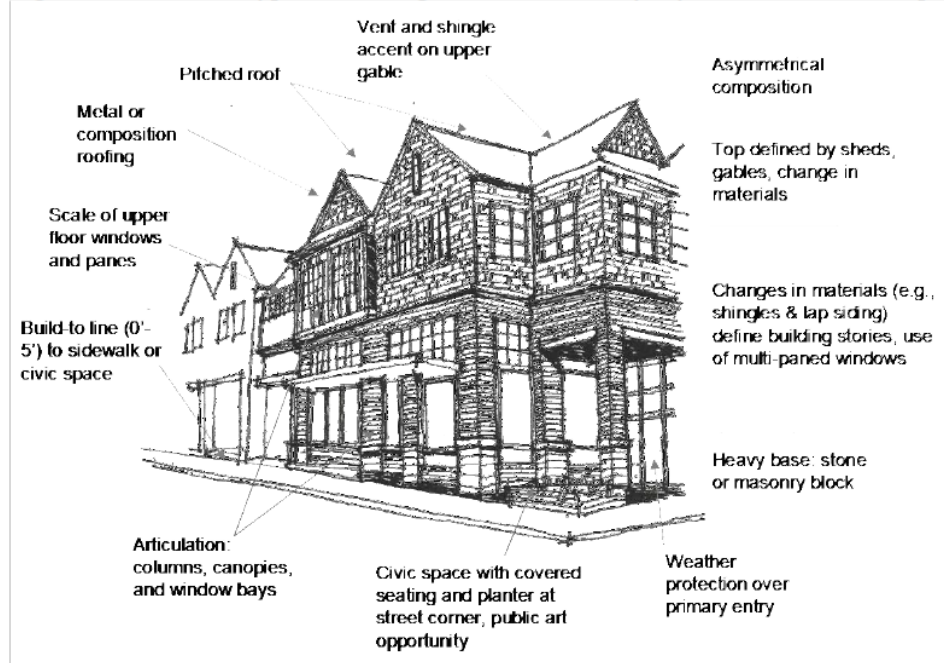 Vent and shingle
accent on upper
gable
Pitched roof
Metal or
composition
roofing
Scale of upper
floor windows
and panes
Build-to line (0'-
5') to sidewalk or
civic space
Asymmetrical
composition
Top defined by sheds,
gables, change in
materials
Changes in materials (e.g.,
shingles & lap siding)
define building stories, use
of multi-paned windows
Heavy base: stone
or masonry block
Articulation:
columns, canopies,
and window bays
Civic space with covered
seating and planter at
street corner, public art
opportunity
Weather
protection over
primary entry